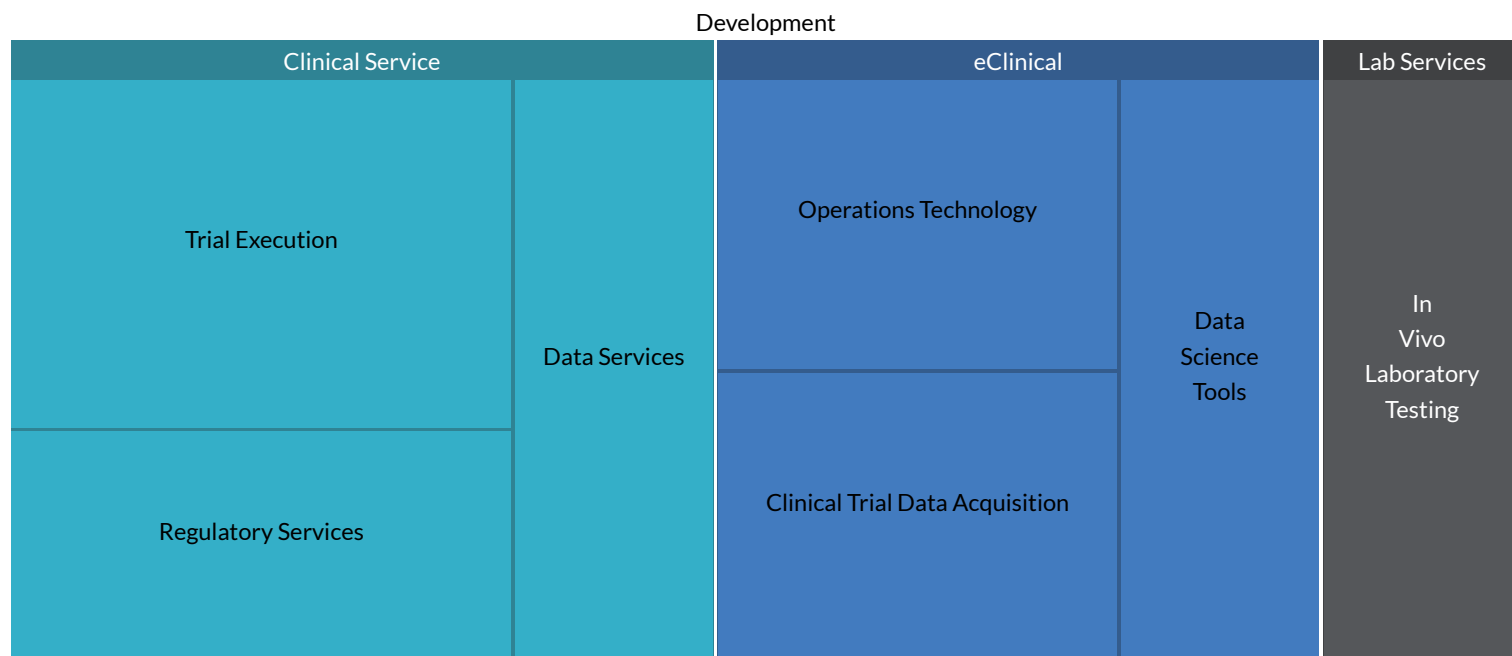 Development
Clinical Service
eClinical
Lab Services
Trial Execution
Regulatory Services
Data Services
Operations Technology
Clinical Trial Data Acquisition
Data
Science
Tools
In
Vivo
Laboratory
Testing